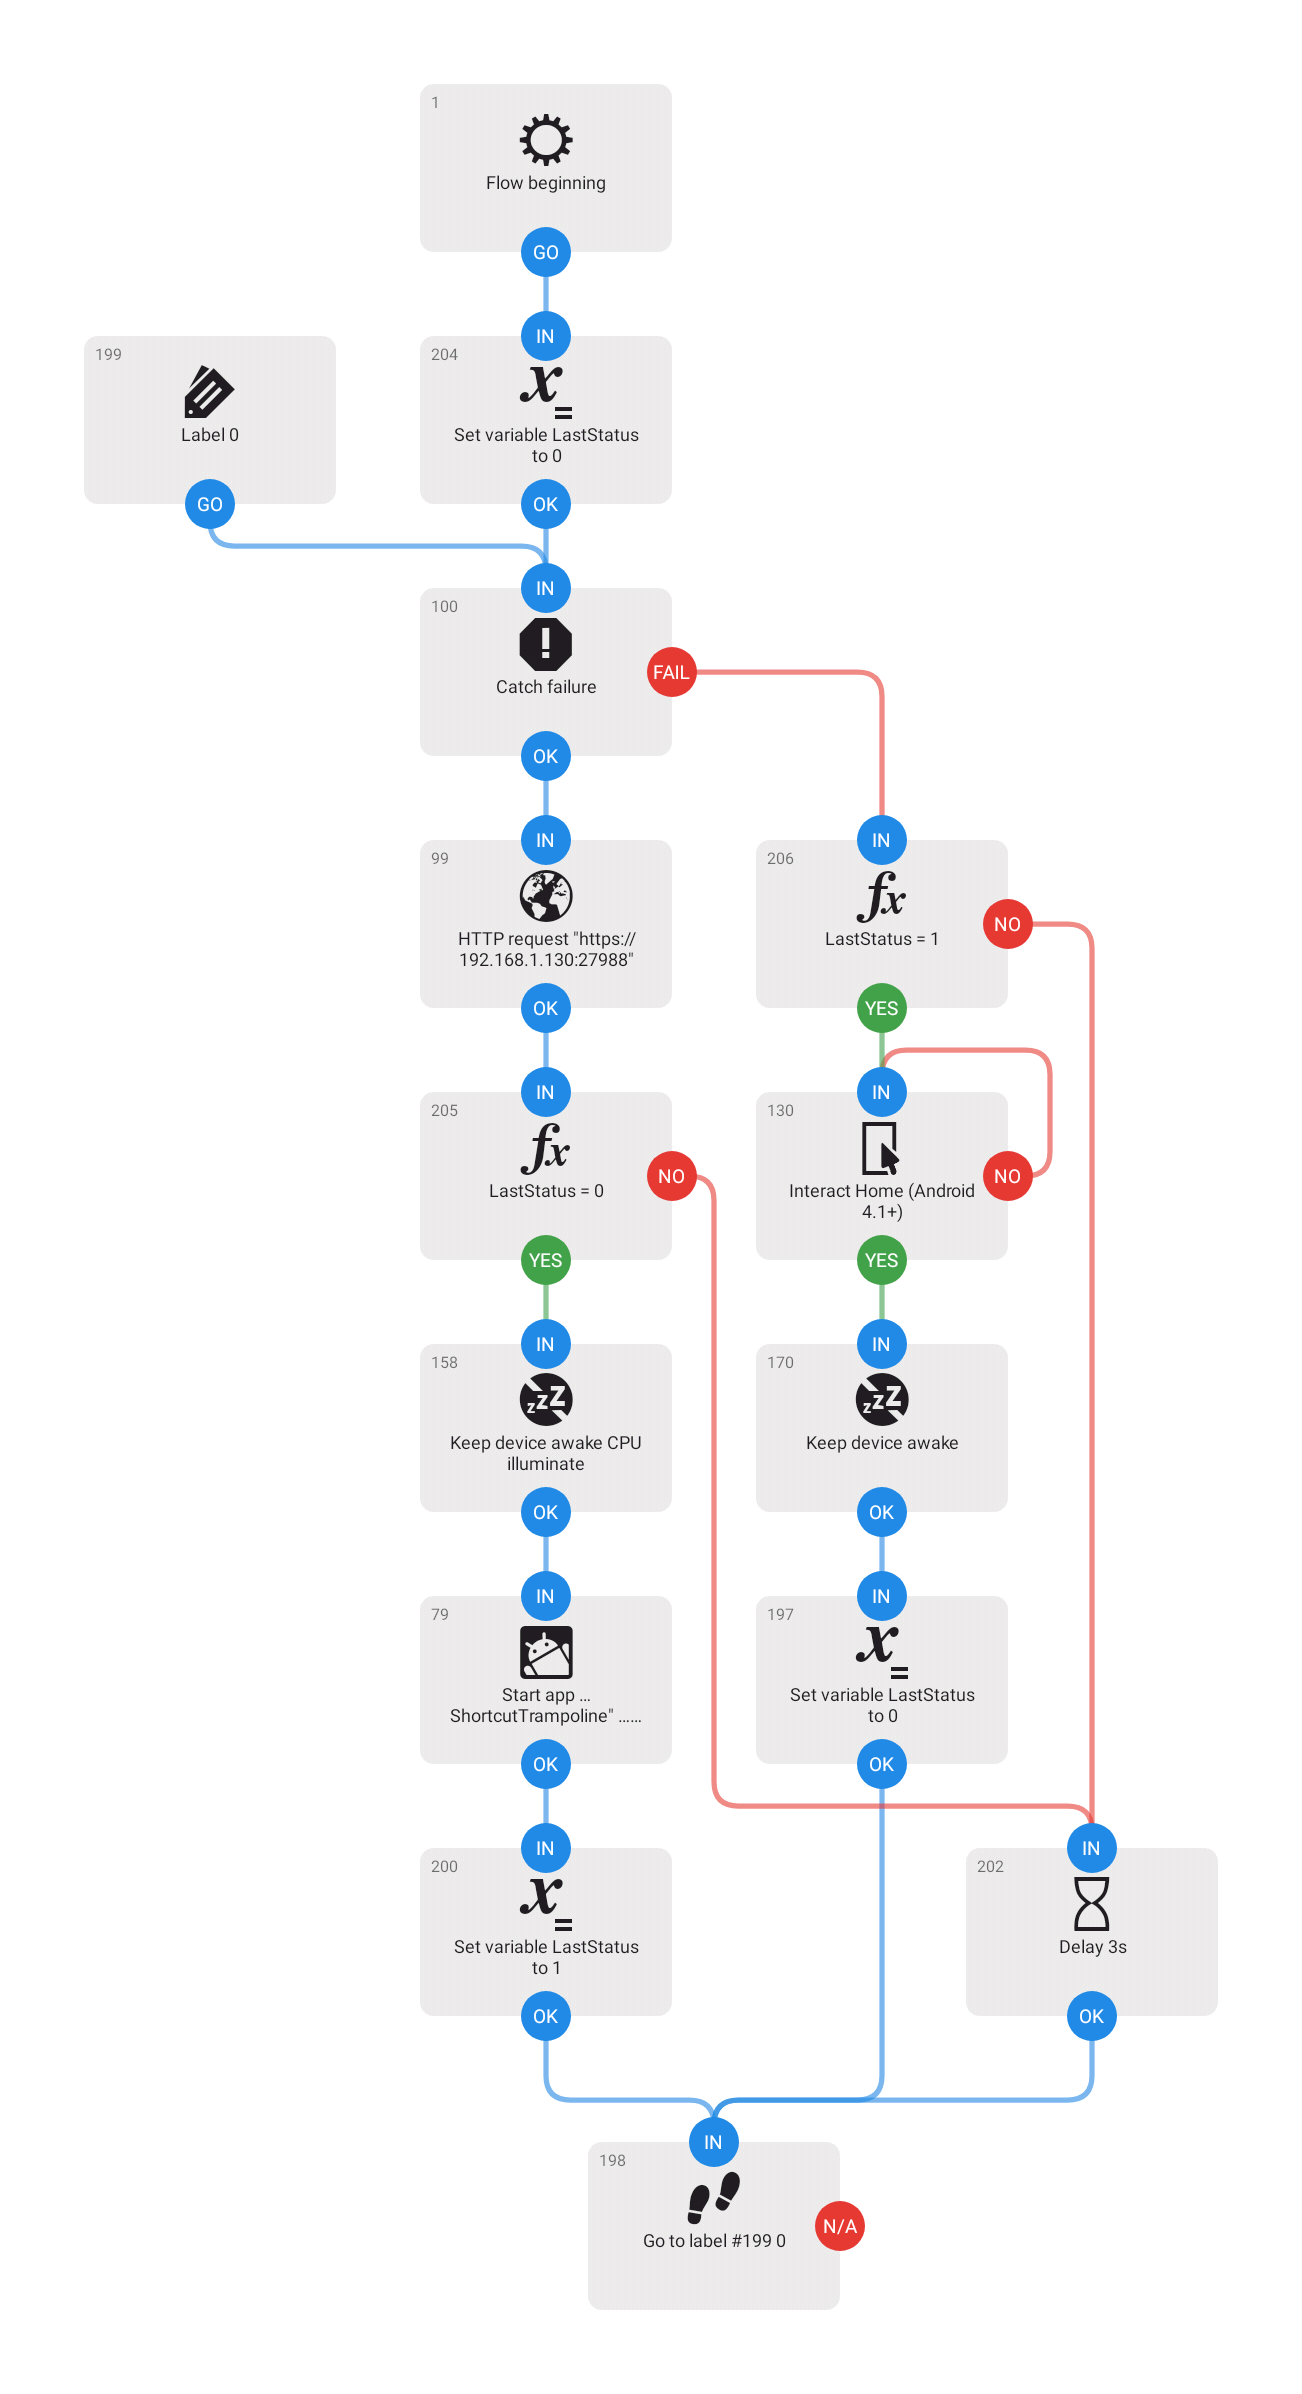 1
Flow beginning
GO
199
Label 0
GO
IN
204
Set variable LastStatus
to 0
OK
IN
100
Catch failure
FAIL
OK
IN
99
HTTP request "https://
192.168.1.130:27988"
OK
IN
206
LastStatus = 1
NO
YES
IN
205
LastStatus = 0
NO
YES
IN
130
Interact Home (Android
4.1+)
NO
YES
IN
158
zzZ
Keep device awake CPU
illuminate
OK
IN
170
zzZ
Keep device awake
OK
IN
79
Start app …
ShortcutTrampoline" ……
OK
IN
197
Set variable LastStatus
to 0
OK
IN
200
Set variable LastStatus
to 1
OK
IN
202
Delay 3s
OK
IN
198
Go to label #199 0
N/A